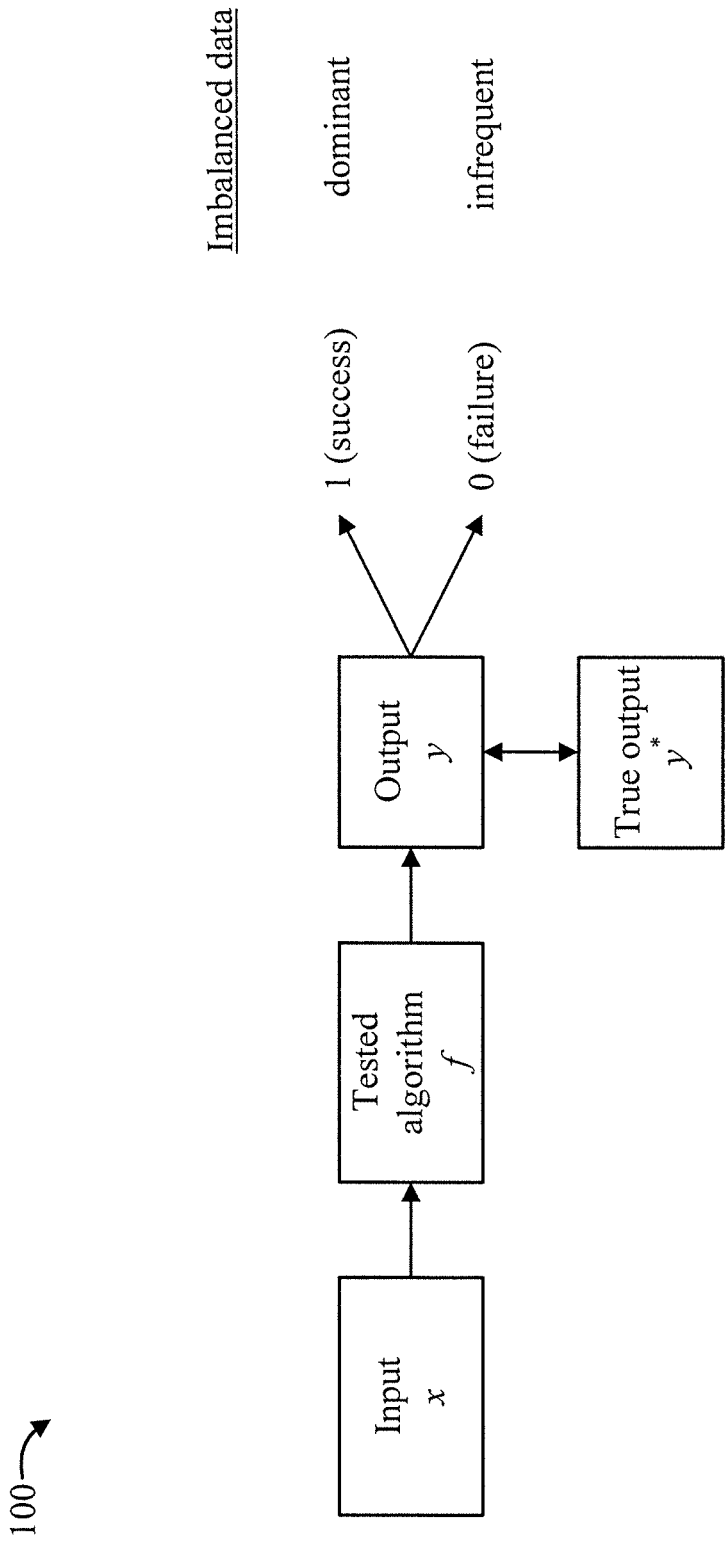 100
Imbalanced data
Input
x
Tested
algorithm
f
Output
y
True output
y*
1 (success)
dominant
0 (failure)
infrequent